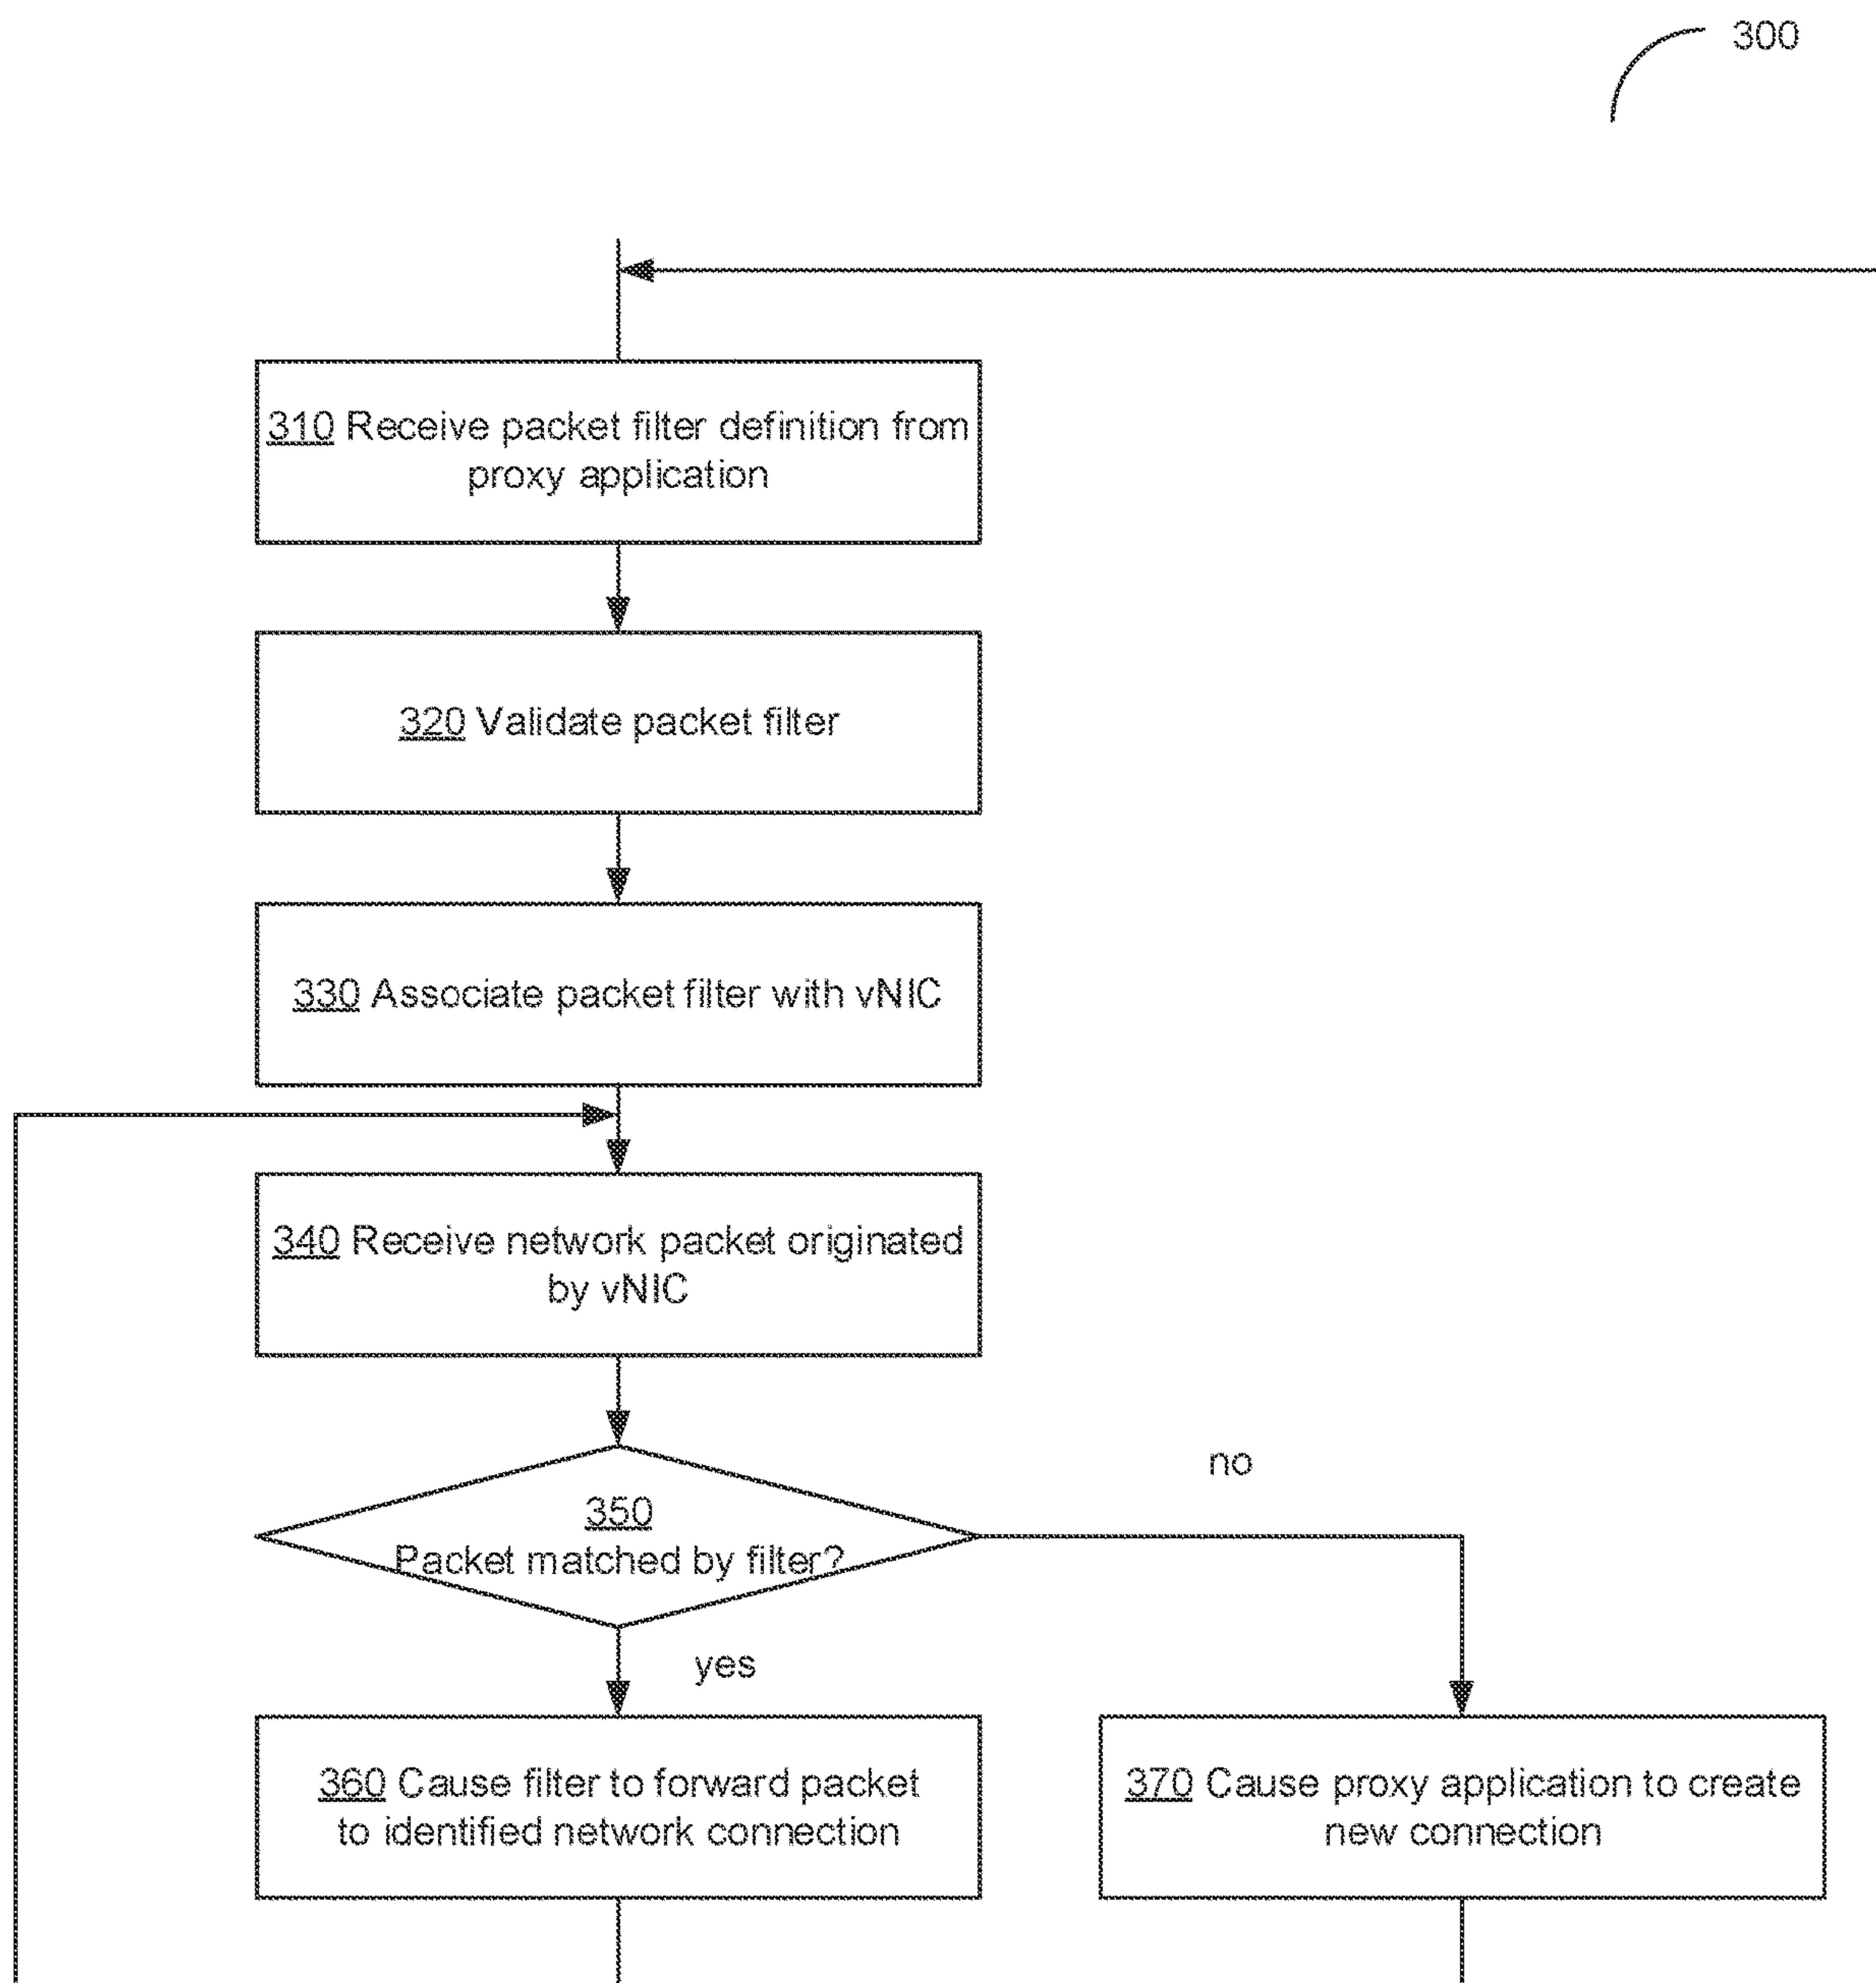 300
310 Receive packet filter definition from
proxy application
320 Validate packet filter
330 Associate packet filter with vNIC
340 Receive network packet originated
by vNIC
no
350
Packet matched by filter?
yes
360 Cause filter to forward packet
to identified network connection
370 Cause proxy application to create
new connection